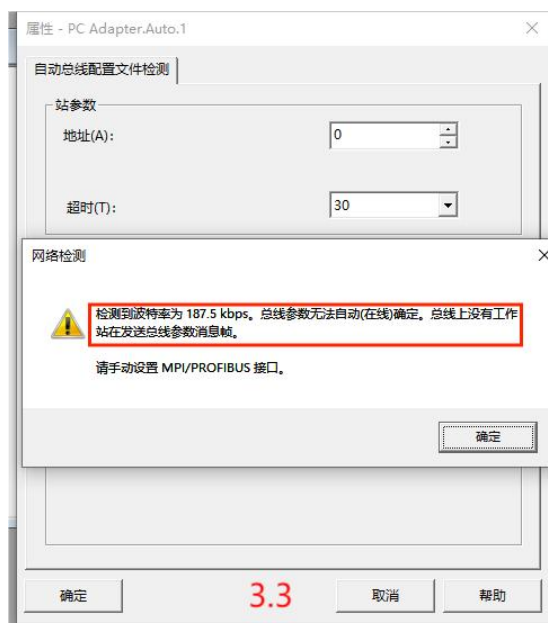 属性 - PC Adapter.Auto.1
自动总线配置文件检测
站参数
地址(A):
0
超时(T):
30
网络检测
检测到波特率为 187.5 kbps。总线参数无法自动(在线)确定。总线上没有工作
站在发送总线参数消息帧。
请手动设置 MPI/PROFIBUS 接口。
确定
确定
3.3
取消
帮助